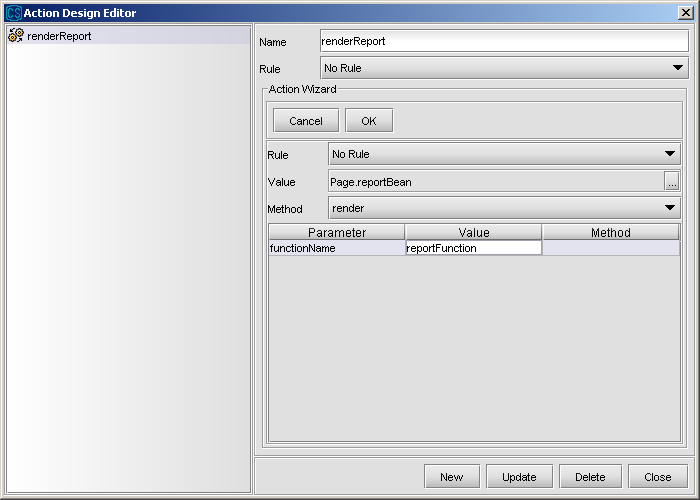 CS Action Design Editor
renderReport
Name renderReport
Rule No Rule
Action Wizard
Cancel OK
Rule No Rule
Value Page.reportBean ...
Method render
Parameter Value Method
functionName reportFunction
New Update Delete Close